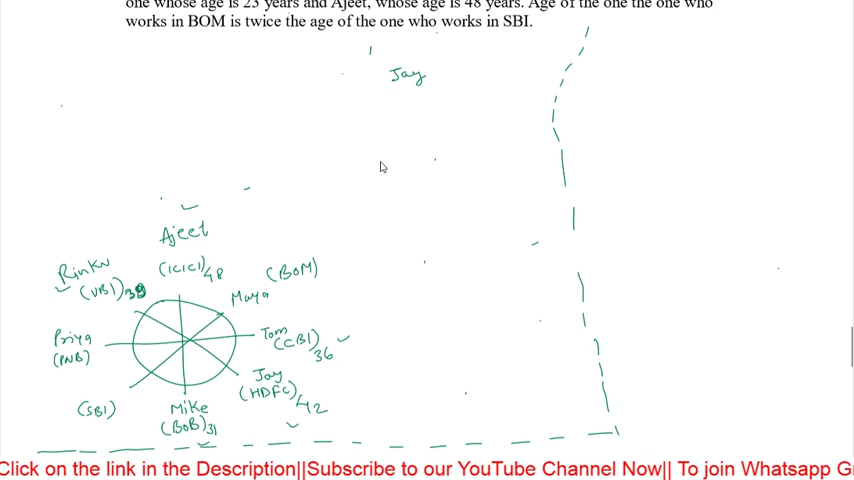 one whose age is 23 years and Ajeet, whose age is 48 years. Age of the one the one who
works in BOM is twice the age of the one who works in SBI.
Jay
Ajeet
(ICICI) 48
Rinku
(UBI)
(BOM)
Maya
Priya
(PNB)
Tom
(CBI)
36
Jay
(HDFC)
42
(SBI)
Mike
(BOB) 31
Click on the link in the Description||Subscribe to our YouTube Channel Now|| To join Whatsapp G